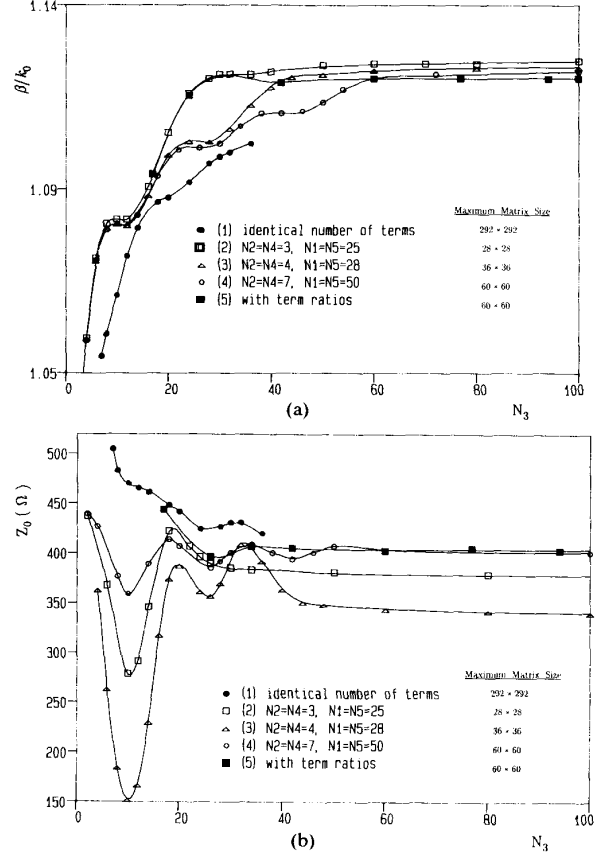 1.14
β/k₀
1.09
1.05
Maximum Matrix Size
(1) identical number of terms 292 × 292
(2) N2=N4=3, N1=N5=25 28 × 28
(3) N2=N4=4, N1=N5=28 36 × 36
(4) N2=N4=7, N1=N5=50 60 × 60
(5) with term ratios 60 × 60
0 20 40 60 80 100
(a) N₃
500
450
400
350
300
250
200
150
Z₀ (Ω)
Maximum Matrix Size
(1) identical number of terms 292 × 292
(2) N2=N4=3, N1=N5=25 28 × 28
(3) N2=N4=4, N1=N5=28 36 × 36
(4) N2=N4=7, N1=N5=50 60 × 60
(5) with term ratios 60 × 60
0 20 40 60 80 100
(b) N₃